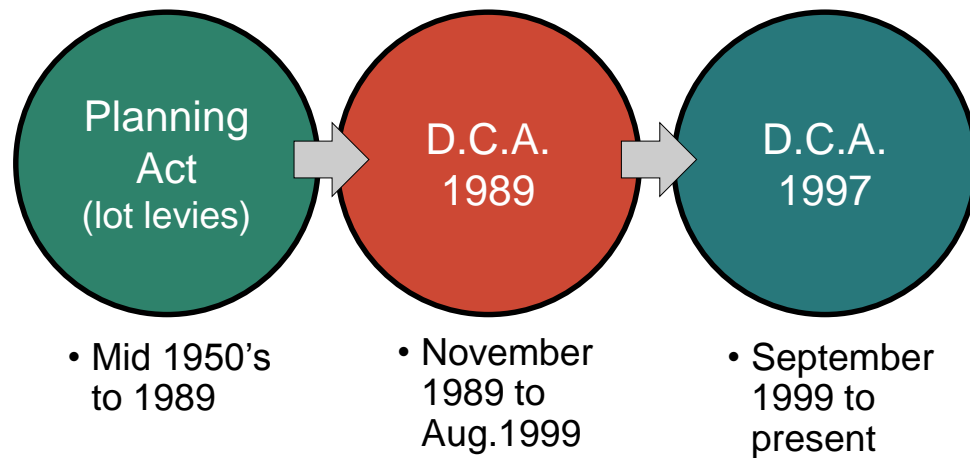 Planning
Act
(lot levies)
D.C.A.
1989
D.C.A.
1997
• Mid 1950’s
to 1989
• November
1989 to
Aug.1999
• September
1999 to
present